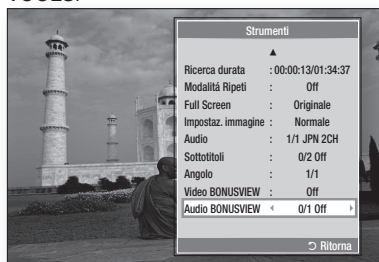 Strumenti
▲
Ricerca durata : 00:00:13/01:34:37
Modalitá Ripeti : Off
Full Screen : Originale
Impostaz. immagine : Normale
Audio : 1/1 JPN 2CH
Sottotitoli : 0/2 Off
Angolo : 1/1
Video BONUSVIEW : Off
Audio BONUSVIEW ◂ 0/1 Off ▸
⮌ Ritorna